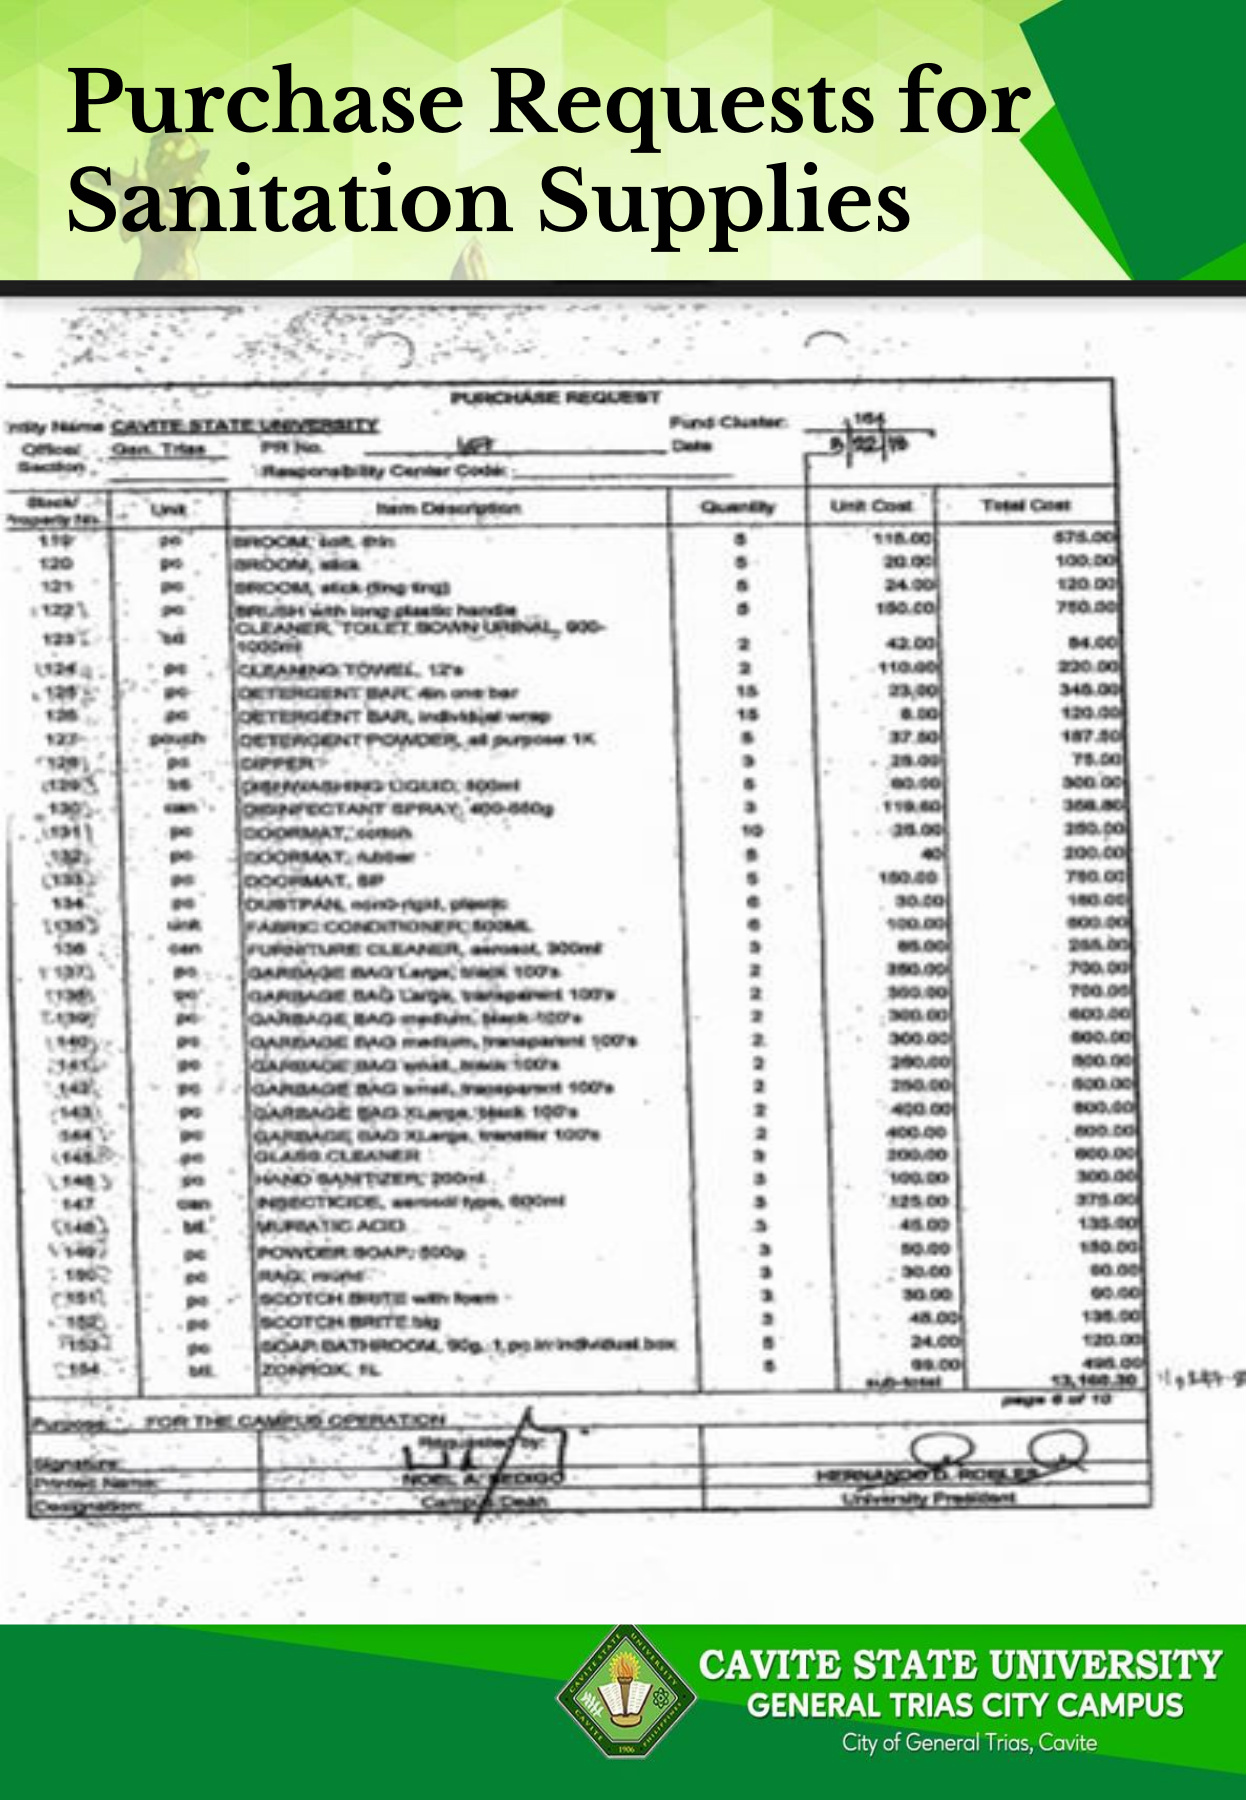 Purchase Requests for
Sanitation Supplies
PURCHASE REQUEST
Entity Name CAVITE STATE UNIVERSITY Fund Cluster: 164
Office/ Gen. Trias PR No. Date
Section Responsibility Center Code:
Stock/ Property No. Unit Item Description Quantity Unit Cost Total Cost
119 pc BROOM, soft, thin 5 115.00 575.00
120 pc BROOM, stick 5 20.00 100.00
121 pc BROOM, stick (ting ting) 5 24.00 120.00
122 pc BRUSH with long plastic handle 5 150.00 750.00
CLEANER, TOILET BOWN URINAL, 900-
123 btl 1000ml 2 42.00 84.00
124 pc CLEANING TOWEL, 12's 2 110.00 220.00
125 pc DETERGENT BAR, 4in one bar 15 23.00 345.00
126 pc DETERGENT BAR, individual wrap 15 8.00 120.00
127 pouch DETERGENT POWDER, all purpose 1K 5 37.50 187.50
128 pc DIPPER 3 25.00 75.00
129 btl DISHWASHING LIQUID, 500ml 5 60.00 300.00
130 can DISINFECTANT SPRAY, 400-550g 3 119.60 358.80
131 pc DOORMAT, cotton 10 25.00 250.00
132 pc DOORMAT, rubber 5 40 200.00
133 pc DOORMAT, 5 150.00 750.00
134 pc DUSTPAN, non-rigid, plastic 6 30.00 180.00
135 unit FABRIC CONDITIONER, 500ML 6 100.00 600.00
136 can FURNITURE CLEANER, aerosol, 300ml 3 85.00 255.00
137 pc GARBAGE BAG Large, black 100's 2 350.00 700.00
138 pc GARBAGE BAG Large, transparent 100's 2 350.00 700.00
139 pc GARBAGE BAG medium, black 100's 2 300.00 600.00
140 pc GARBAGE BAG medium, transparent 100's 2 300.00 600.00
141 pc GARBAGE BAG small, black 100's 2 250.00 500.00
142 pc GARBAGE BAG small, transparent 100's 2 250.00 500.00
143 pc GARBAGE BAG XLarge, black 100's 2 400.00 800.00
144 pc GARBAGE BAG XLarge, 100's 2 400.00 800.00
145 pc GLASS CLEANER 3 200.00 600.00
146 pc HAND SANITIZER, 200ml 3 100.00 300.00
147 can INSECTICIDE, aerosol type, 600ml 3 125.00 375.00
148 btl. MURIATIC ACID 3 45.00 135.00
149 pc POWDER SOAP, 500g 3 50.00 150.00
150 pc RAG, round 3 30.00 90.00
151 pc SCOTCH BRITE with foam 3 30.00 90.00
152 pc SCOTCH BRITE big 3 45.00 135.00
153 pc SOAP BATHROOM, 90g, 1 pc in individual box 5 24.00 120.00
154 btl. ZONROX, 1L 5 99.00 495.00
sub-total 13,160.30
page 6 of 10
Purpose: FOR THE CAMPUS OPERATION
Requested by:
Signature:
Printed Name: NOEL A. SEDIGO HERNANDO D. ROBLES
Designation: Campus Dean University President
CAVITE STATE UNIVERSITY
GENERAL TRIAS CITY CAMPUS
City of General Trias, Cavite
CAVITE STATE UNIVERSITY
CAVITE PHILIPPINES
1906